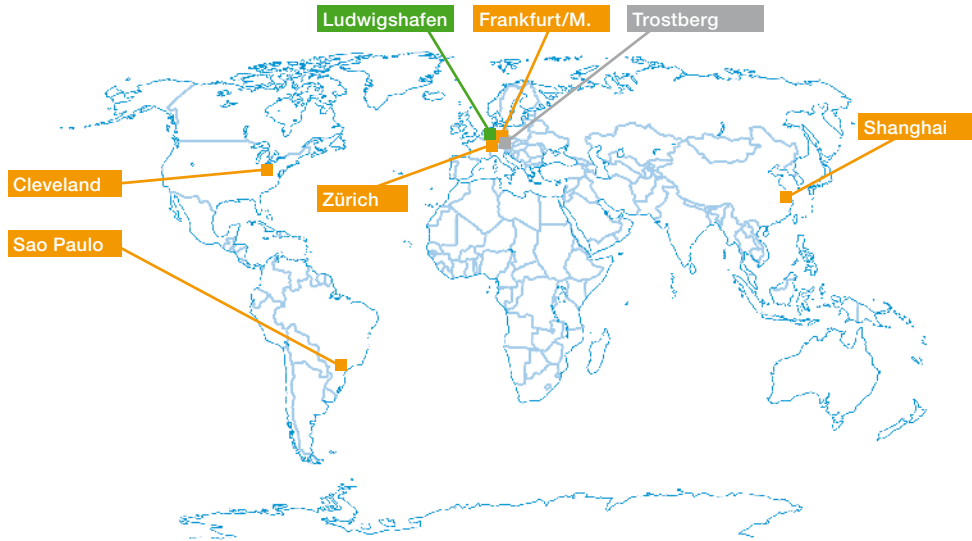 Ludwigshafen
Frankfurt/M.
Trostberg
Shanghai
Cleveland
Zürich
Sao Paulo